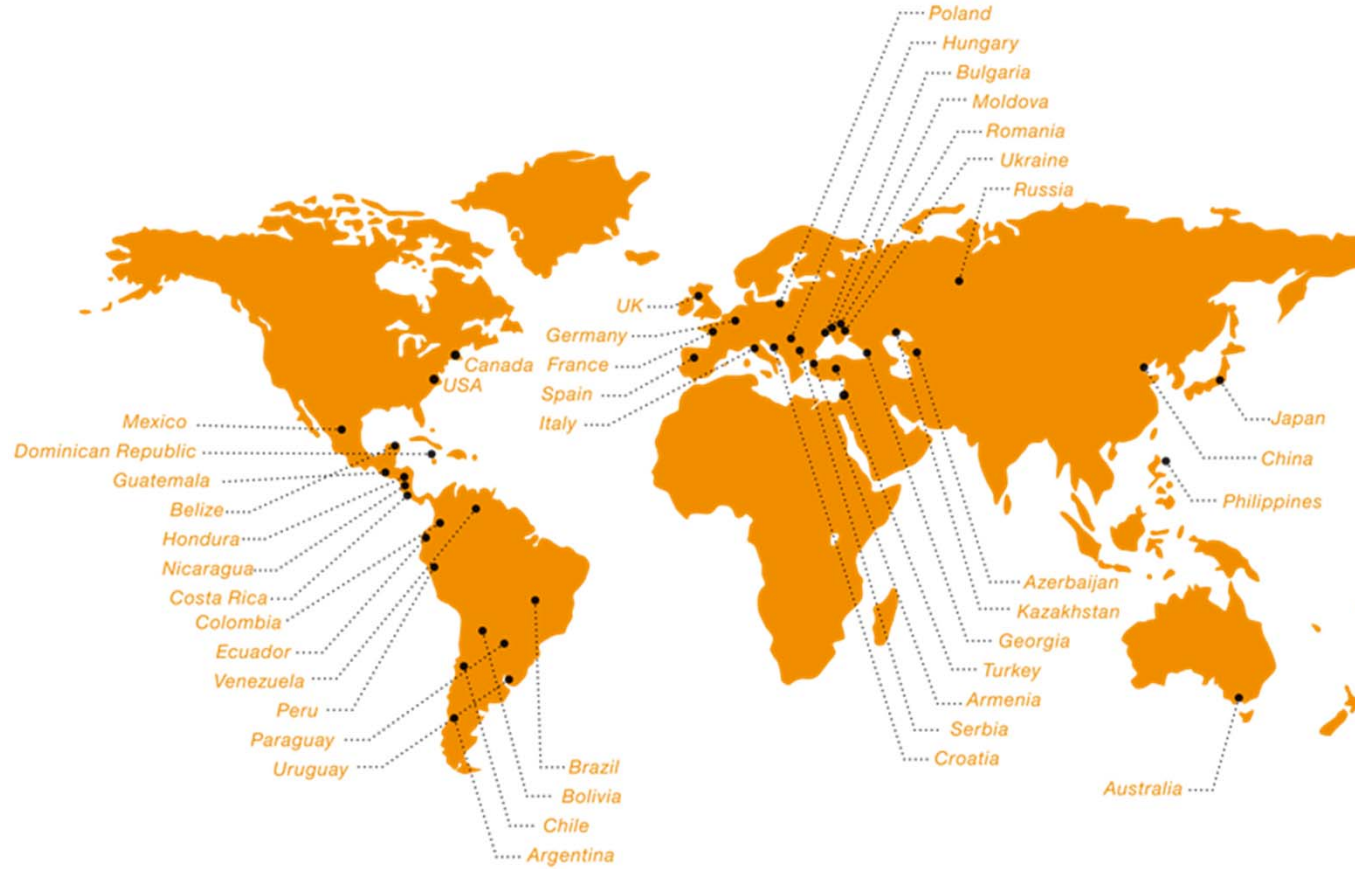 Poland
Hungary
Bulgaria
Moldova
Romania
Ukraine
Russia
UK
Germany
France
Spain
Italy
Canada
USA
Mexico
Dominican Republic
Guatemala
Belize
Hondura
Nicaragua
Costa Rica
Colombia
Ecuador
Venezuela
Peru
Paraguay
Uruguay
Brazil
Bolivia
Chile
Argentina
Japan
China
Philippines
Azerbaijan
Kazakhstan
Georgia
Turkey
Armenia
Serbia
Croatia
Australia